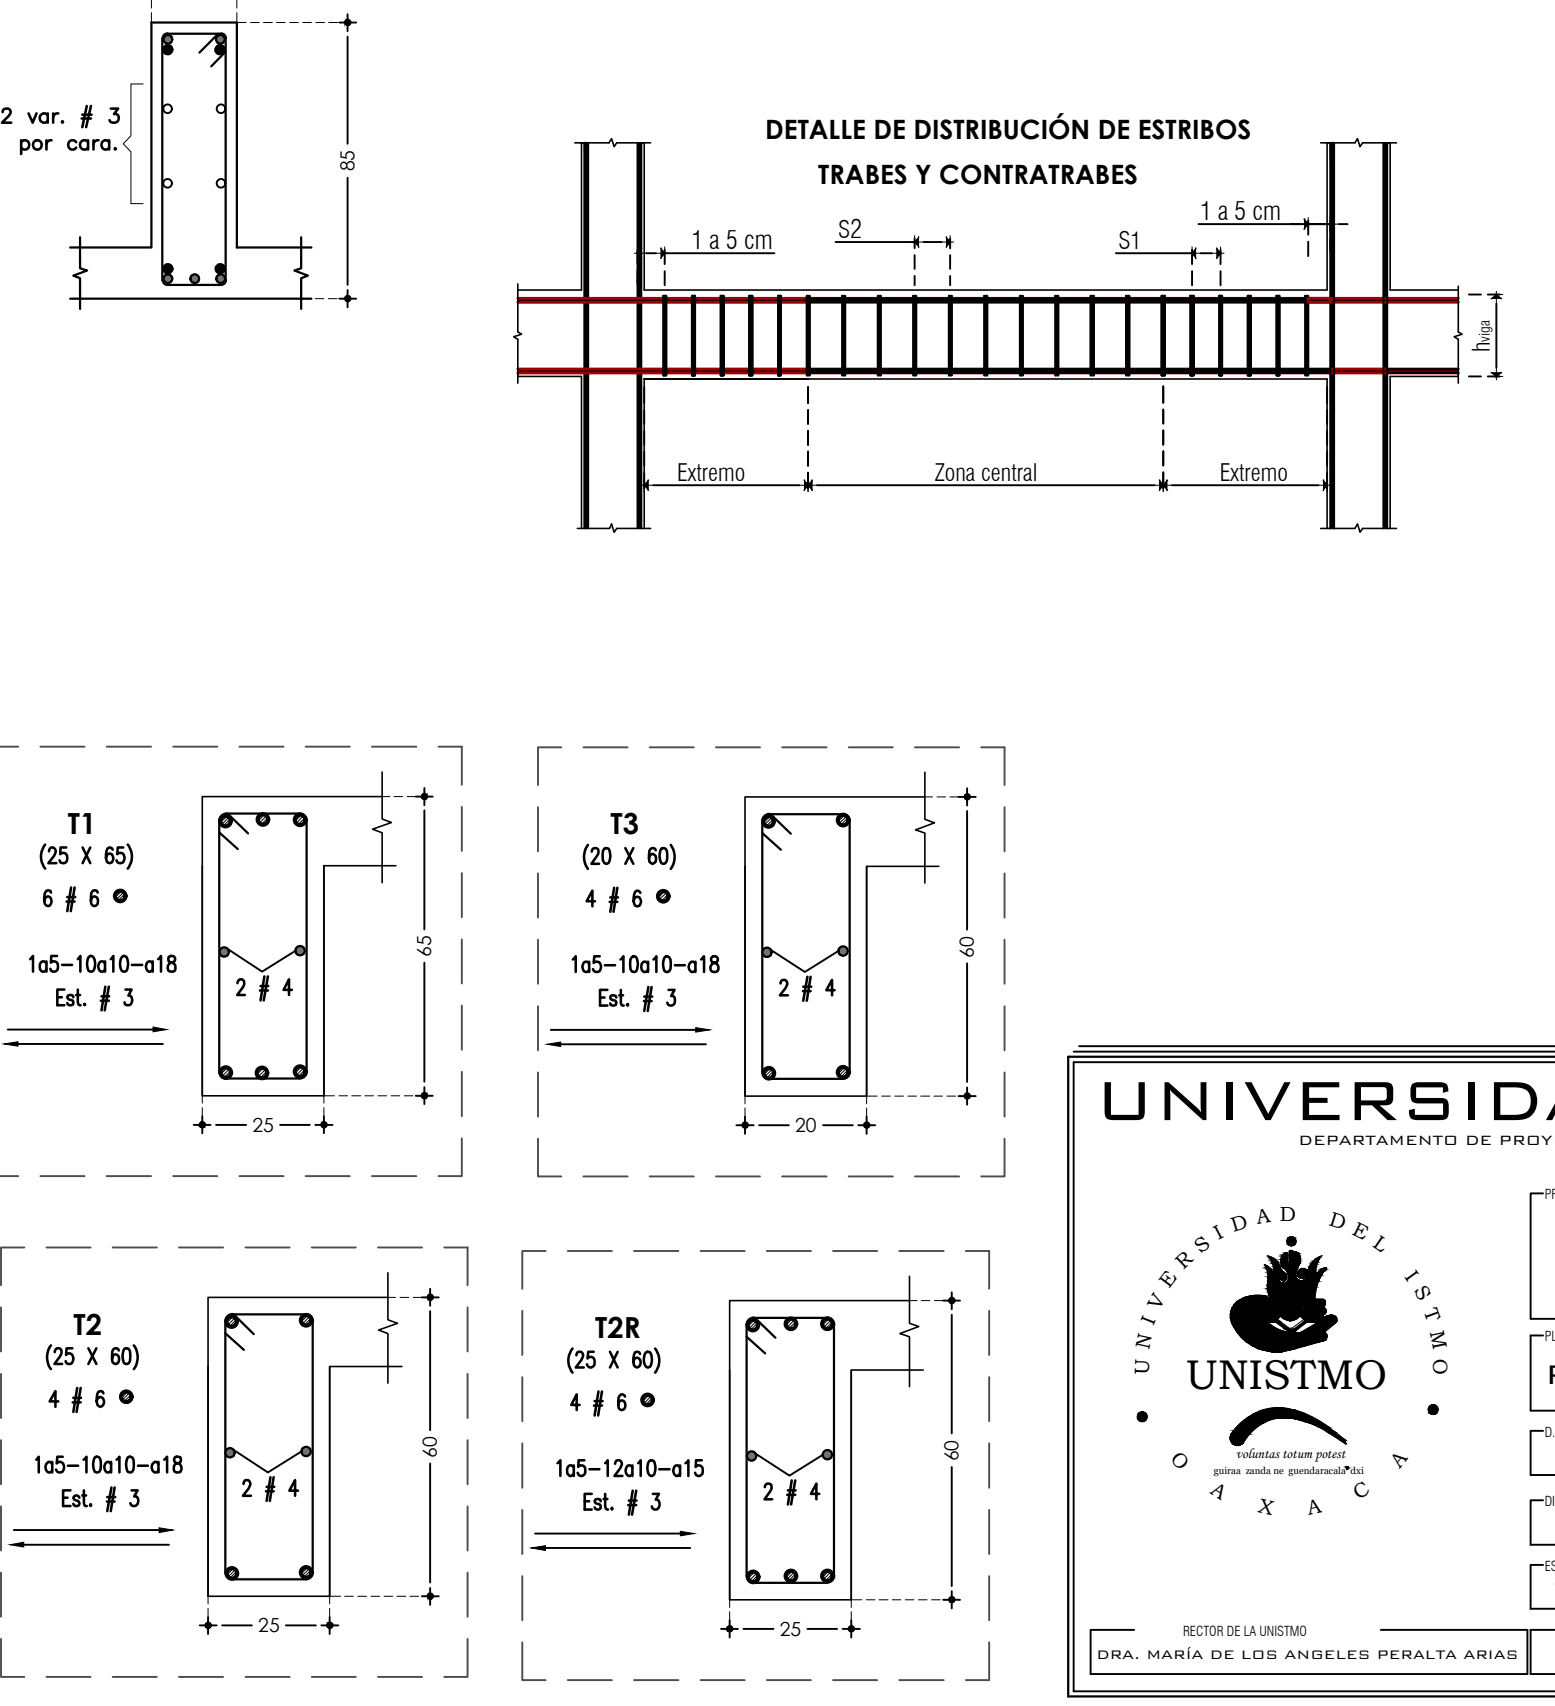 2 var. # 3
por cara.
85
DETALLE DE DISTRIBUCIÓN DE ESTRIBOS
TRABES Y CONTRATRABES
1 a 5 cm
S2
S1
1 a 5 cm
hviga
Extremo
Zona central
Extremo
T1
(25 X 65)
6 # 6
1a5-10a10-a18
Est. # 3
2 # 4
65
25
T3
(20 X 60)
4 # 6
1a5-10a10-a18
Est. # 3
2 # 4
60
20
T2
(25 X 60)
4 # 6
1a5-10a10-a18
Est. # 3
2 # 4
60
25
T2R
(25 X 60)
4 # 6
1a5-12a10-a15
Est. # 3
2 # 4
60
25
DEPARTAMENTO DE PROY
UNIVERSIDAD DEL ISTMO
UNISTMO
voluntas totum potest
guiraa zanda ne guendaracala'dxi
OAXACA
RECTOR DE LA UNISTMO
DRA. MARÍA DE LOS ANGELES PERALTA ARIAS